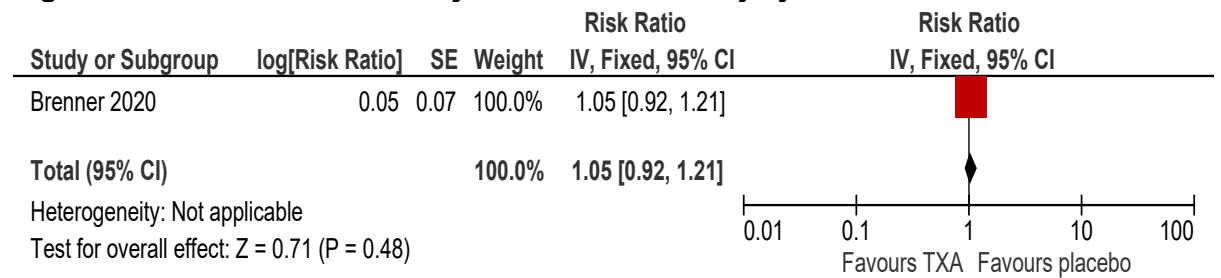 Risk Ratio Risk Ratio
Study or Subgroup log[Risk Ratio] SE Weight IV, Fixed, 95% CI IV, Fixed, 95% CI
Brenner 2020 0.05 0.07 100.0% 1.05 [0.92, 1.21]
Total (95% CI) 100.0% 1.05 [0.92, 1.21]
Heterogeneity: Not applicable
Test for overall effect: Z = 0.71 (P = 0.48)
0.01 0.1 1 10 100
Favours TXA Favours placebo